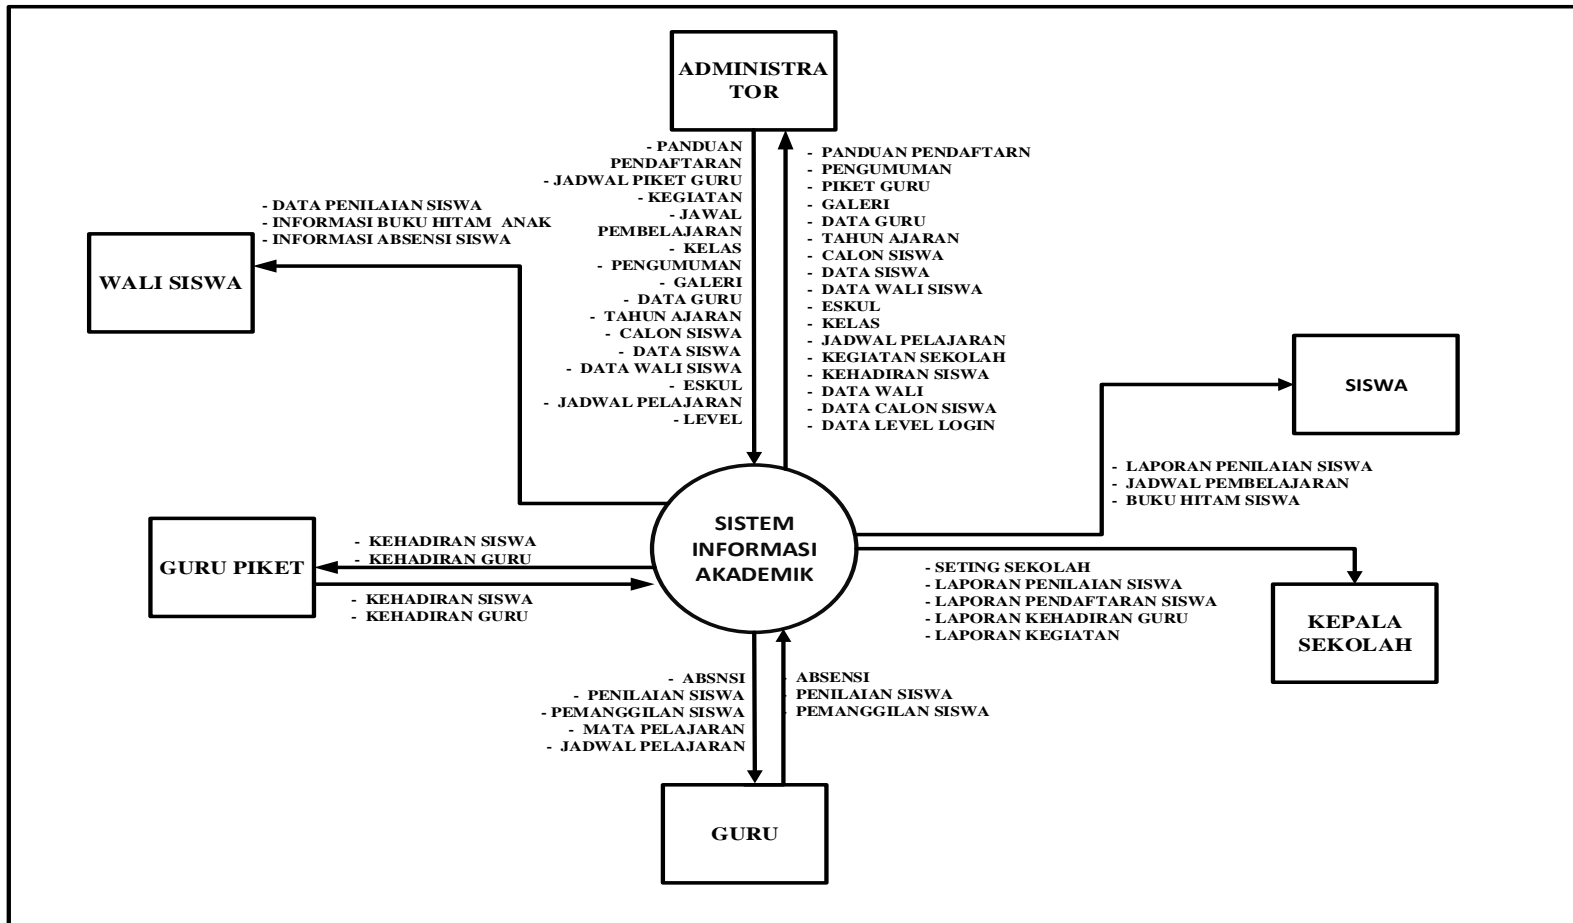 ADMINISTRA
TOR
- PANDUAN
PENDAFTARAN
- JADWAL PIKET GURU
- KEGIATAN
- JAWAL
PEMBELAJARAN
- KELAS
- PENGUMUMAN
- GALERI
- DATA GURU
- TAHUN AJARAN
- CALON SISWA
- DATA SISWA
- DATA WALI SISWA
- ESKUL
- JADWAL PELAJARAN
- LEVEL
- PANDUAN PENDAFTARN
- PENGUMUMAN
- PIKET GURU
- GALERI
- DATA GURU
- TAHUN AJARAN
- CALON SISWA
- DATA SISWA
- DATA WALI SISWA
- ESKUL
- KELAS
- JADWAL PELAJARAN
- KEGIATAN SEKOLAH
- KEHADIRAN SISWA
- DATA WALI
- DATA CALON SISWA
- DATA LEVEL LOGIN
- DATA PENILAIAN SISWA
- INFORMASI BUKU HITAM ANAK
- INFORMASI ABSENSI SISWA
WALI SISWA
SISWA
- LAPORAN PENILAIAN SISWA
- JADWAL PEMBELAJARAN
- BUKU HITAM SISWA
SISTEM
INFORMASI
AKADEMIK
GURU PIKET
- KEHADIRAN SISWA
- KEHADIRAN GURU
- KEHADIRAN SISWA
- KEHADIRAN GURU
- SETING SEKOLAH
- LAPORAN PENILAIAN SISWA
- LAPORAN PENDAFTARAN SISWA
- LAPORAN KEHADIRAN GURU
- LAPORAN KEGIATAN
KEPALA
SEKOLAH
- ABSNSI
- PENILAIAN SISWA
- PEMANGGILAN SISWA
- MATA PELAJARAN
- JADWAL PELAJARAN
- ABSENSI
- PENILAIAN SISWA
- PEMANGGILAN SISWA
GURU